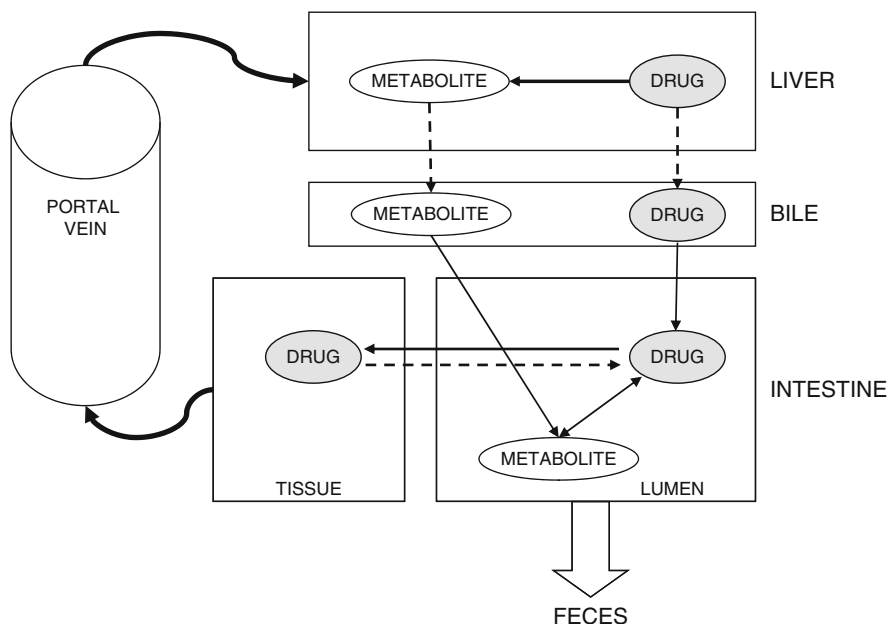 METABOLITE
DRUG
LIVER
PORTAL
VEIN
METABOLITE
DRUG
BILE
DRUG
DRUG
INTESTINE
METABOLITE
TISSUE
LUMEN
FECES